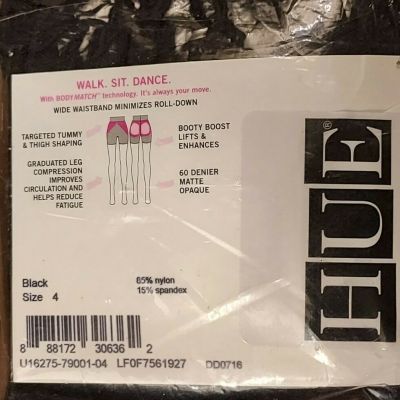 WALK. SIT. DANCE.
With BODYMATCH™ technology. It's always your move.
WIDE WAISTBAND MINIMIZES ROLL-DOWN
TARGETED TUMMY
& THIGH SHAPING
BOOTY BOOST
LIFTS &
ENHANCES
GRADUATED LEG
COMPRESSION
IMPROVES
CIRCULATION AND
HELPS REDUCE
FATIGUE
60 DENIER
MATTE
OPAQUE
HUE©
Black
Size 4
85% nylon
15% spandex
8 88172 30636 2
U16275-79001-04 LF0F7561927 DD0716